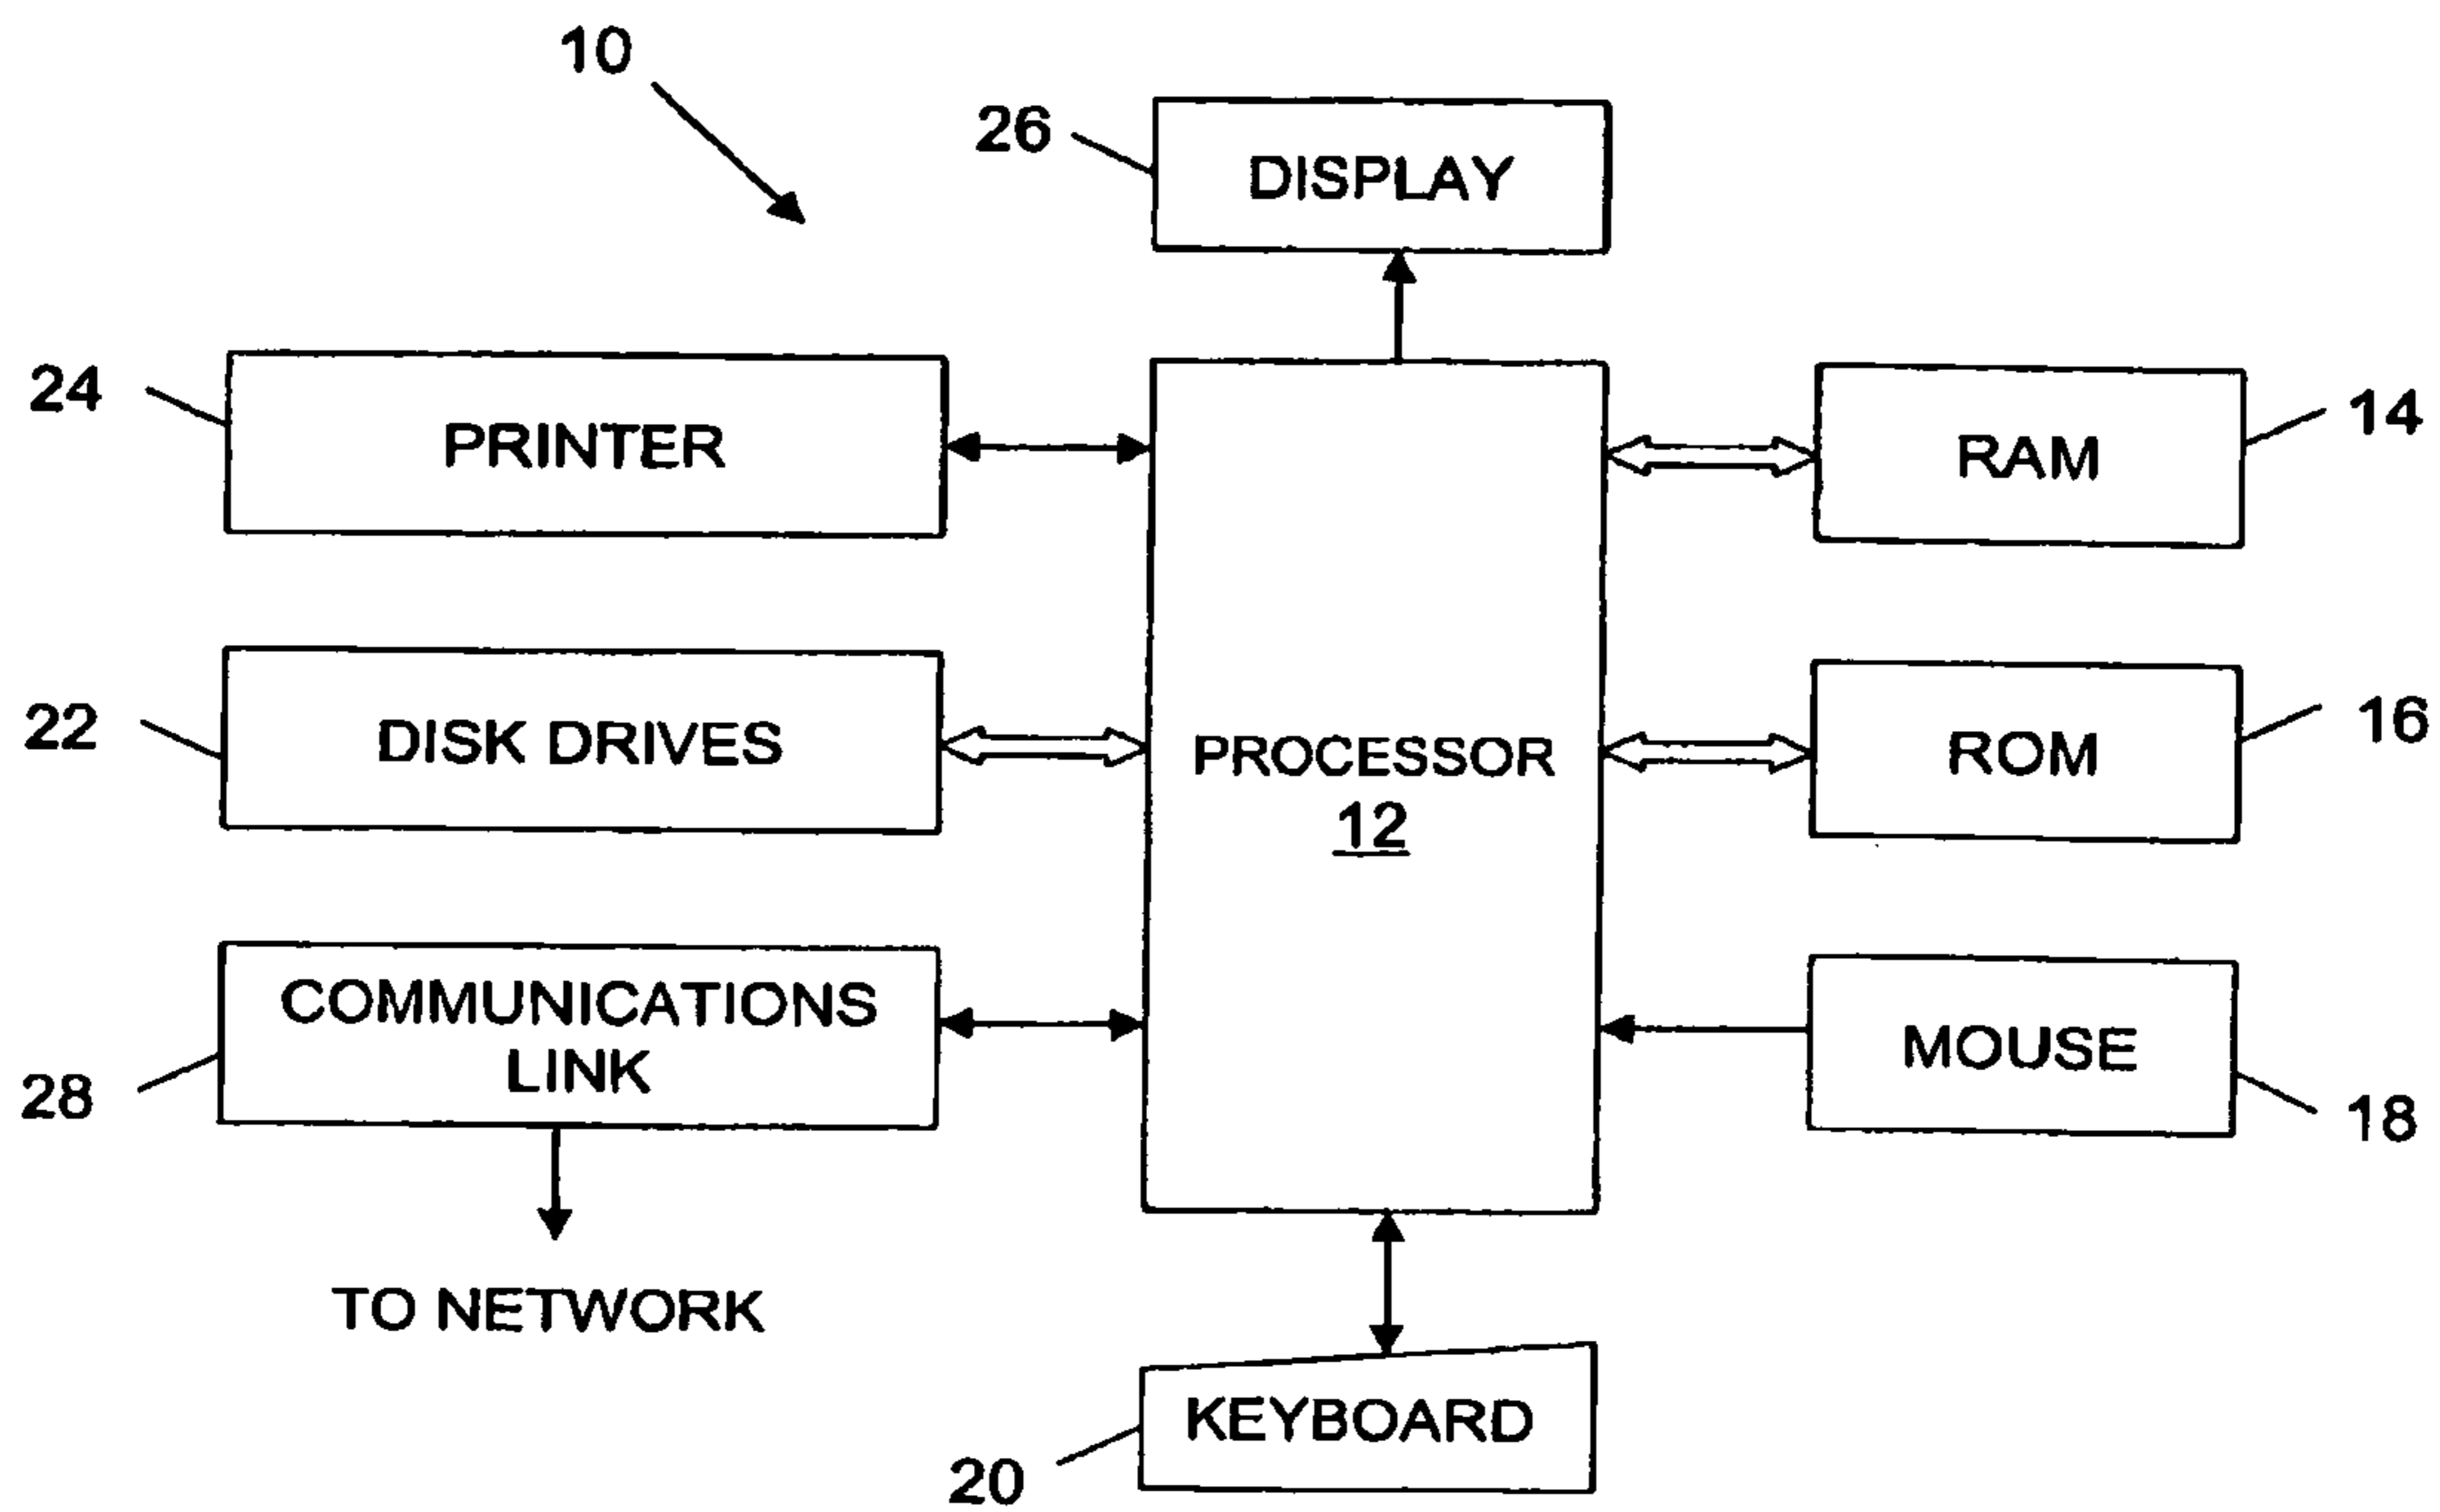 10
26
DISPLAY
24
PRINTER
RAM
14
22
DISK DRIVES
PROCESSOR
12
ROM
16
COMMUNICATIONS
LINK
28
MOUSE
18
TO NETWORK
KEYBOARD
20